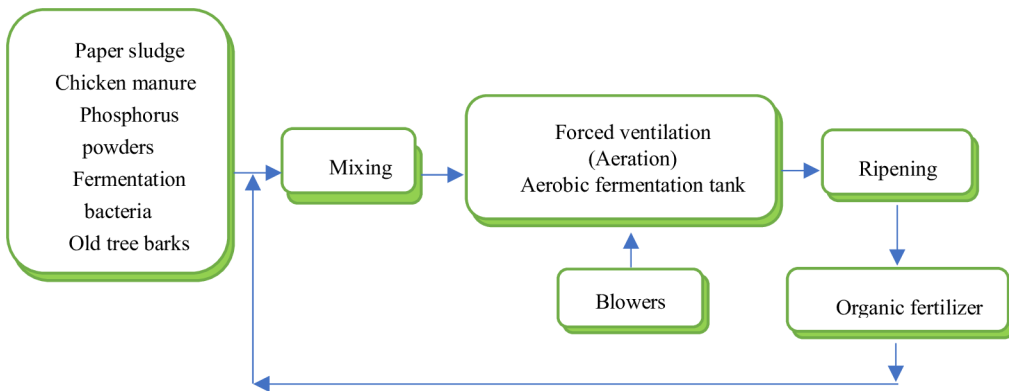 Paper sludge
Chicken manure
Phosphorus
powders
Fermentation
bacteria
Old tree barks
Mixing
Forced ventilation
(Aeration)
Aerobic fermentation tank
Ripening
Blowers
Organic fertilizer